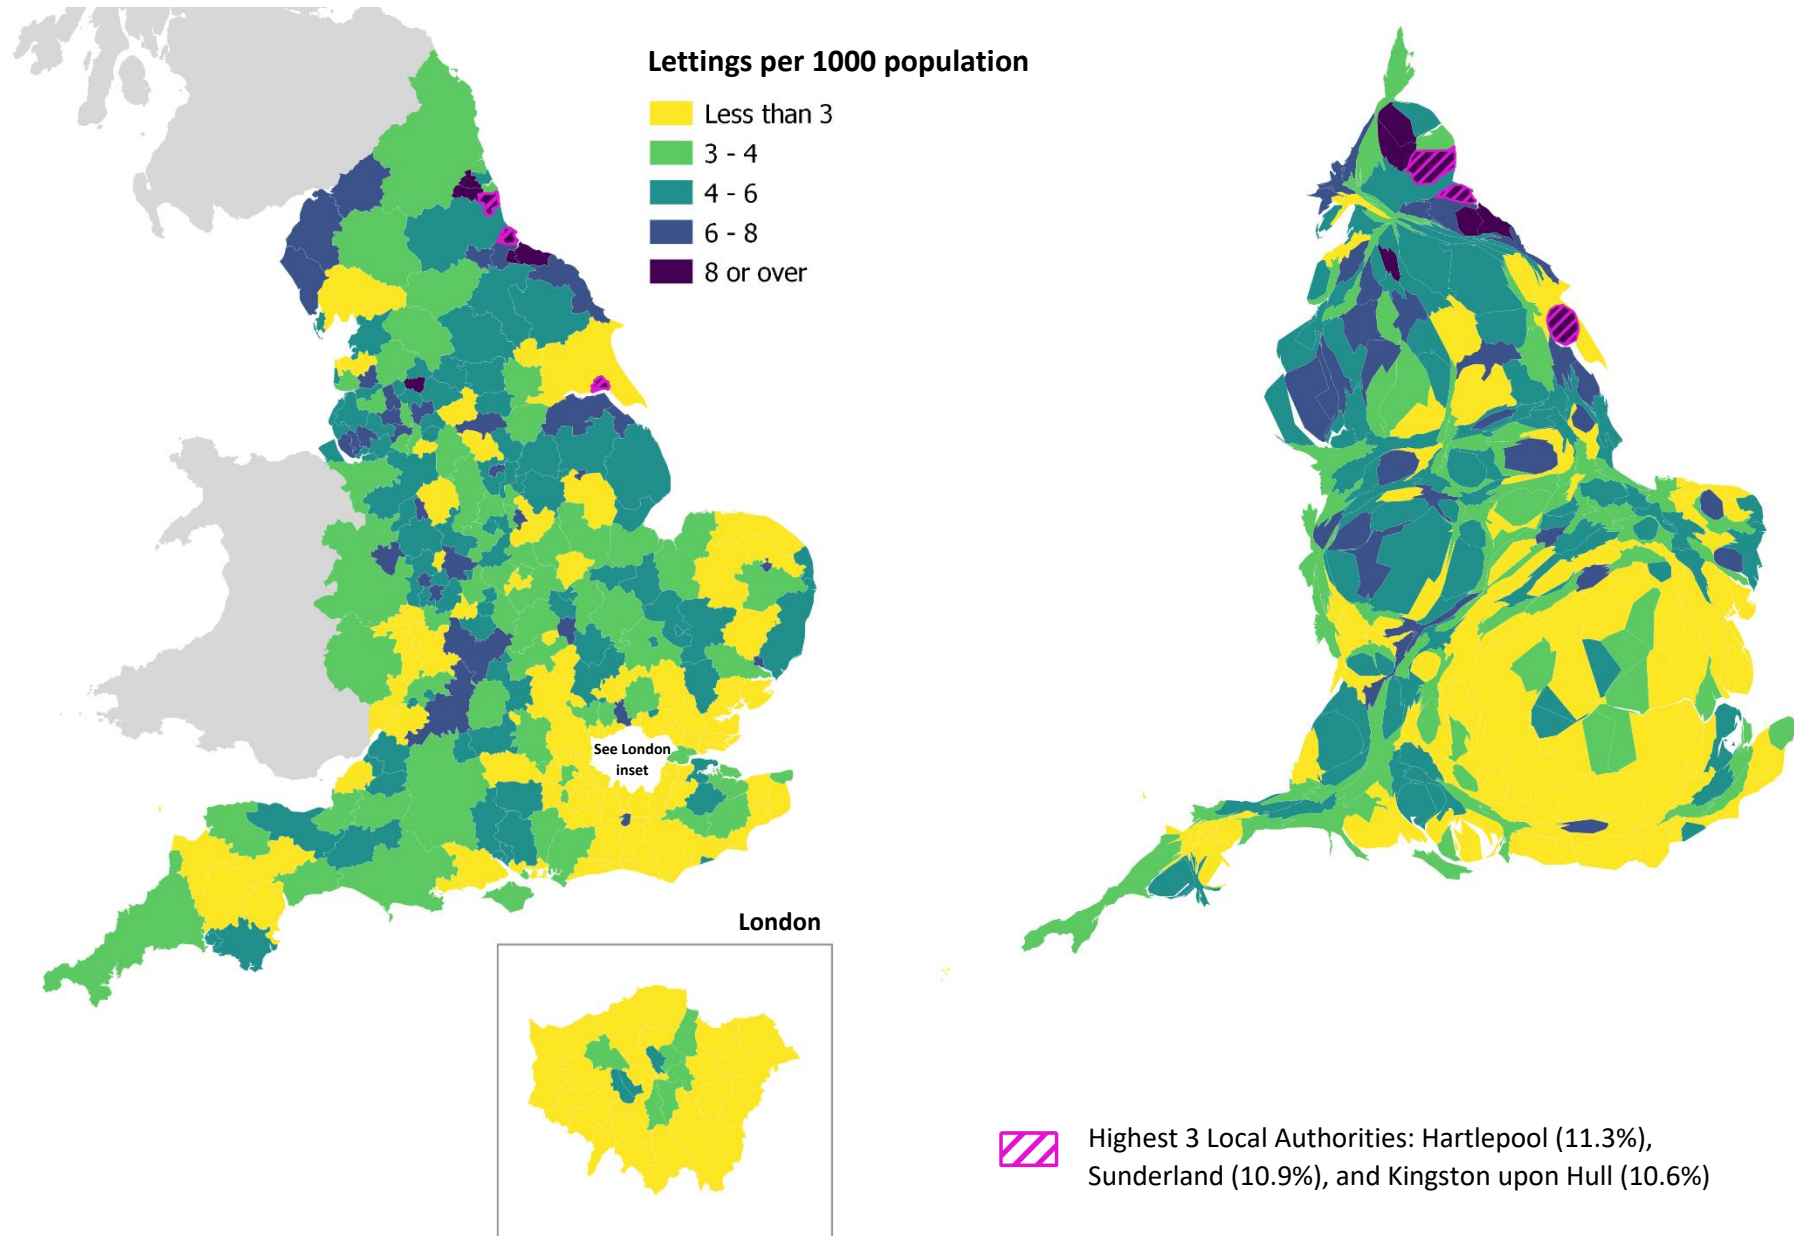 Lettings per 1000 population
Less than 3
3 - 4
4 - 6
6 - 8
8 or over
See London
inset
London
Highest 3 Local Authorities: Hartlepool (11.3%),
Sunderland (10.9%), and Kingston upon Hull (10.6%)